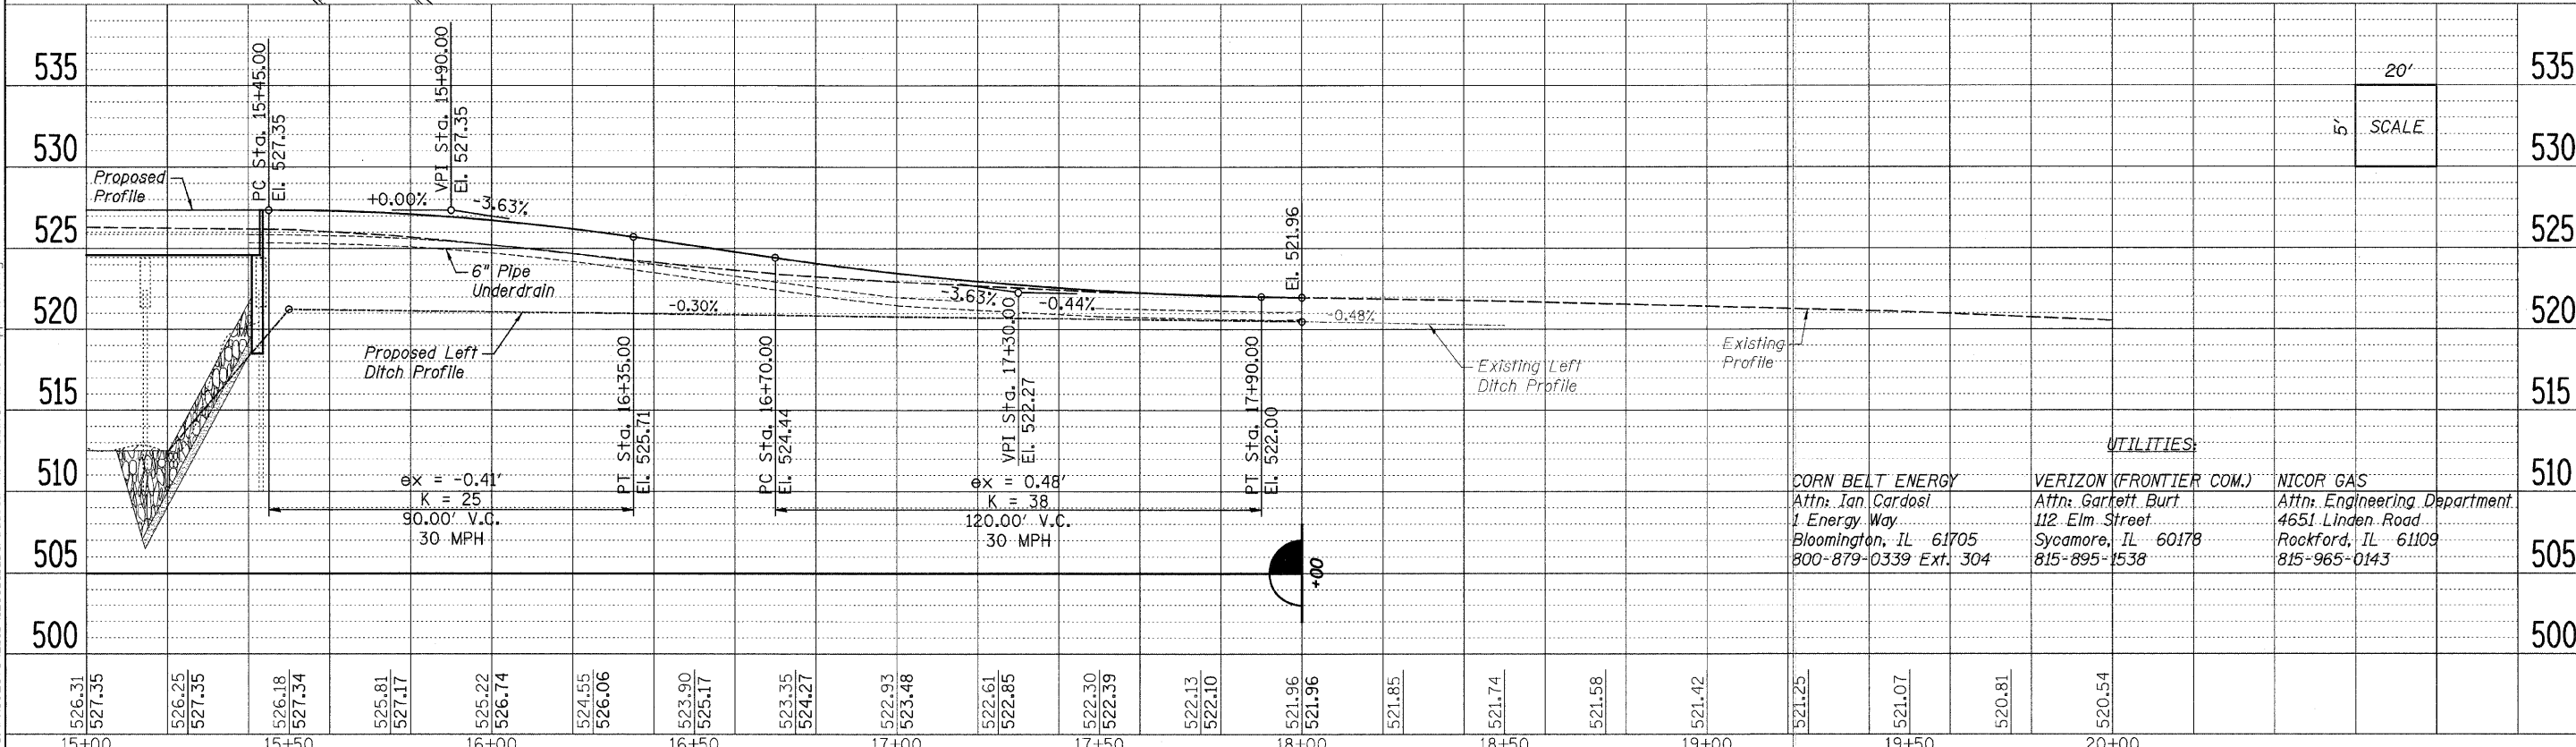 535
530
525
520
515
510
505
500
535
530
525
520
515
510
505
500
20'
5'
SCALE
Proposed
Profile
PC Sta. 15+45.00
El. 527.35
VPI Sta. 15+90.00
El. 527.35
+0.00%
-3.63%
6" Pipe
Underdrain
-0.30%
Proposed Left
Ditch Profile
PT Sta. 16+35.00
El. 525.71
PC Sta. 16+70.00
El. 524.44
-3.63%
-0.44%
VPI Sta. 17+30.00
El. 522.27
PT Sta. 17+90.00
El. 522.00
El. 521.96
-0.48%
Existing Left
Ditch Profile
Existing
Profile
ex = -0.41'
K = 25
90.00' V.C.
30 MPH
ex = 0.48'
K = 38
120.00' V.C.
30 MPH
+00
UTILITIES:
CORN BELT ENERGY
Attn: Ian Cardosi
1 Energy Way
Bloomington, IL 61705
800-879-0339 Ext. 304
VERIZON (FRONTIER COM.)
Attn: Garrett Burt
112 Elm Street
Sycamore, IL 60178
815-895-1538
NICOR GAS
Attn: Engineering Department
4651 Linden Road
Rockford, IL 61109
815-965-0143
526.31
527.35
526.25
527.35
526.18
527.34
525.81
527.17
525.22
526.74
524.55
526.06
523.90
525.17
523.35
524.27
522.93
523.48
522.61
522.85
522.30
522.39
522.13
522.10
521.96
521.96
521.85
521.74
521.58
521.42
521.25
521.07
520.81
520.54
15+00
15+50
16+00
16+50
17+00
17+50
18+00
18+50
19+00
19+50
20+00